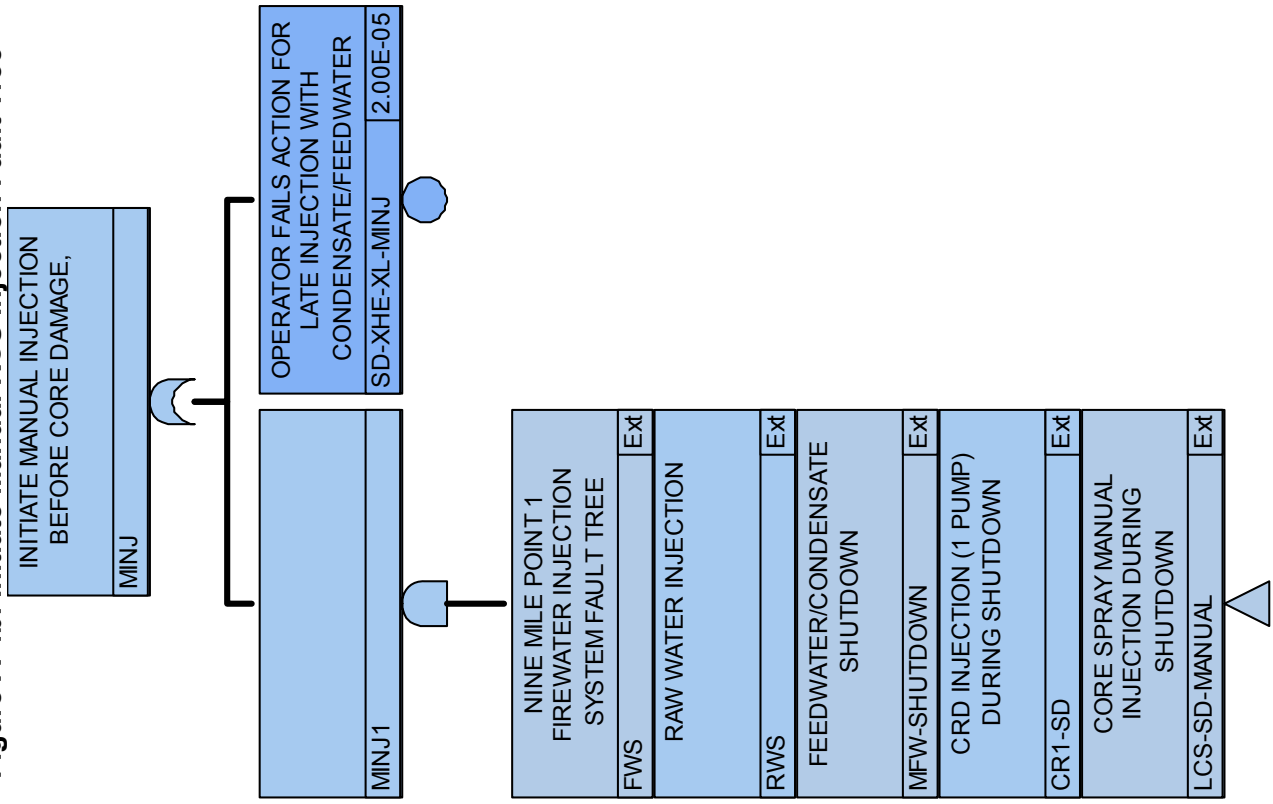 INITIATE MANUAL INJECTION
BEFORE CORE DAMAGE,
MINJ
MINJ1
OPERATOR FAILS ACTION FOR
LATE INJECTION WITH
CONDENSATE/FEEDWATER
SD-XHE-XL-MINJ 2.00E-05
NINE MILE POINT 1
FIREWATER INJECTION
SYSTEM FAULT TREE
FWS Ext
RAW WATER INJECTION
RWS Ext
FEEDWATER/CONDENSATE
SHUTDOWN
MFW-SHUTDOWN Ext
CRD INJECTION (1 PUMP)
DURING SHUTDOWN
CR1-SD Ext
CORE SPRAY MANUAL
INJECTION DURING
SHUTDOWN
LCS-SD-MANUAL Ext